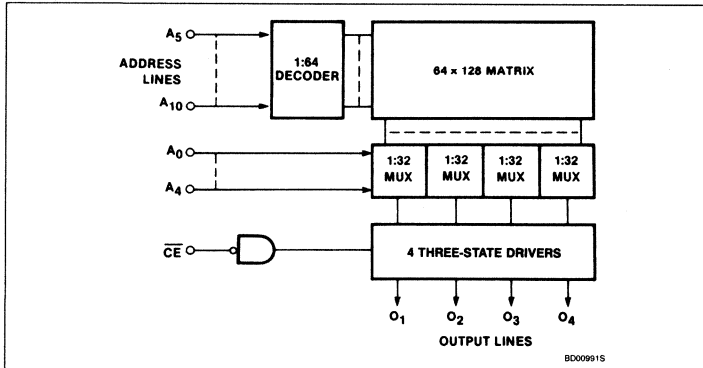 A5
ADDRESS
LINES
A10
1:64
DECODER
64 x 128 MATRIX
A0
A4
1:32
MUX
1:32
MUX
1:32
MUX
1:32
MUX
CE
4 THREE-STATE DRIVERS
O1
O2
O3
O4
OUTPUT LINES
BD00991S